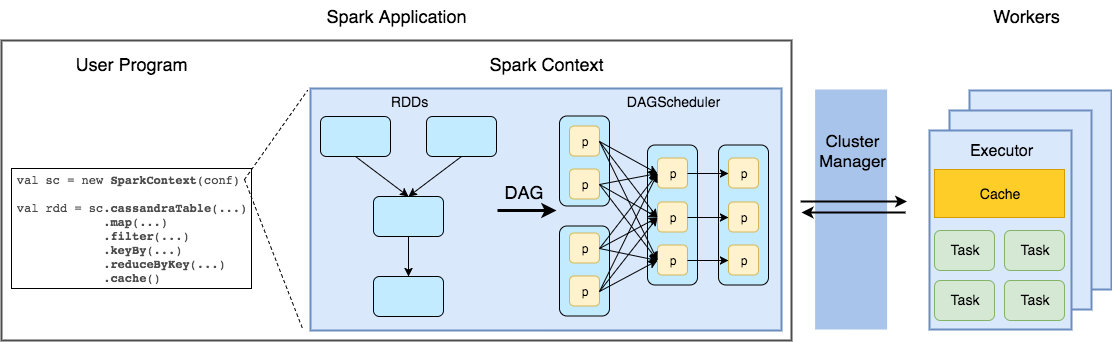 Spark Application
Workers
User Program
Spark Context
RDDs
DAGScheduler
val sc = new SparkContext(conf)
val rdd = sc.cassandraTable(...)
.map(...)
.filter(...)
.keyBy(...)
.reduceByKey(...)
.cache()
DAG
p
p
p
p
p
p
p
p
p
p
Cluster
Manager
Executor
Cache
Task
Task
Task
Task